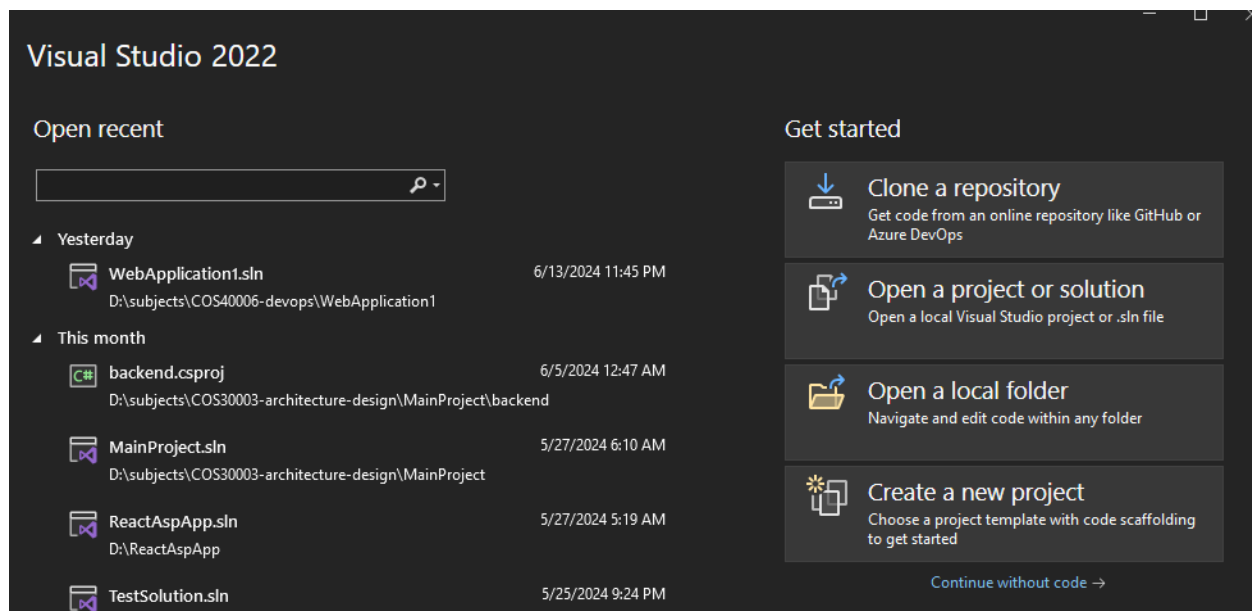 Visual Studio 2022
Open recent
Yesterday
WebApplication1.sln 6/13/2024 11:45 PM
D:\subjects\COS40006-devops\WebApplication1
This month
backend.csproj 6/5/2024 12:47 AM
D:\subjects\COS30003-architecture-design\MainProject\backend
MainProject.sln 5/27/2024 6:10 AM
D:\subjects\COS30003-architecture-design\MainProject
ReactAspApp.sln 5/27/2024 5:19 AM
D:\ReactAspApp
TestSolution.sln 5/25/2024 9:24 PM
Get started
Clone a repository
Get code from an online repository like GitHub or
Azure DevOps
Open a project or solution
Open a local Visual Studio project or .sln file
Open a local folder
Navigate and edit code within any folder
Create a new project
Choose a project template with code scaffolding
to get started
Continue without code →